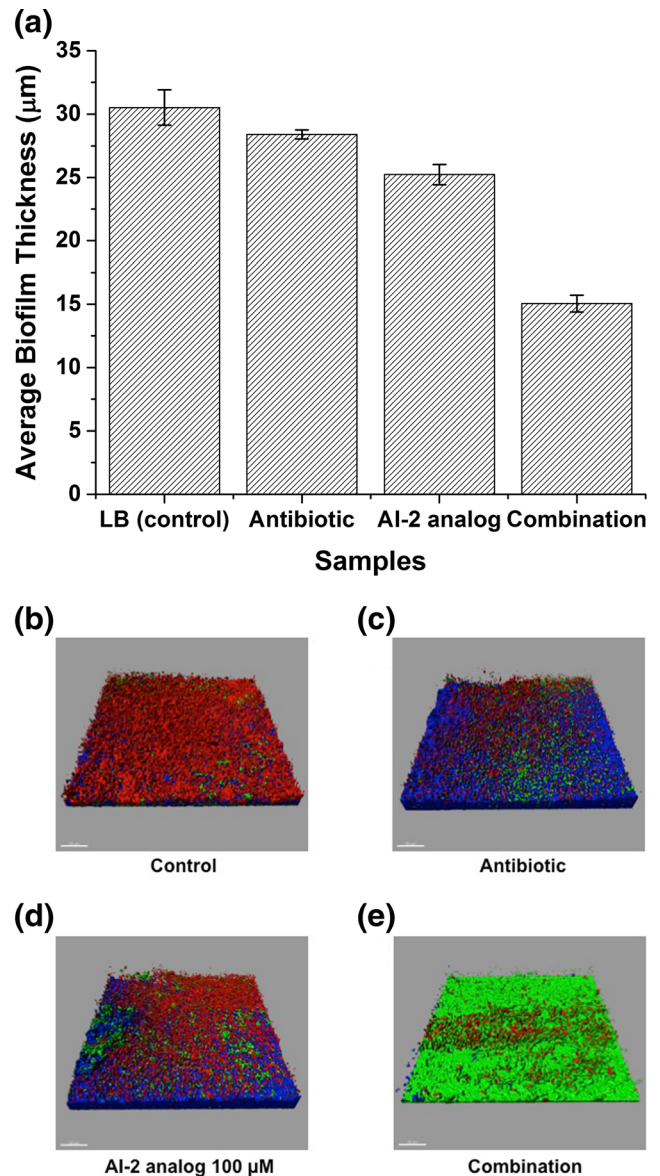 (a)
Average Biofilm Thickness (μm)
35
30
25
20
15
10
5
0
LB (control) Antibiotic AI-2 analog Combination
Samples
(b)
Control
(c)
Antibiotic
(d)
AI-2 analog 100 µM
(e)
Combination